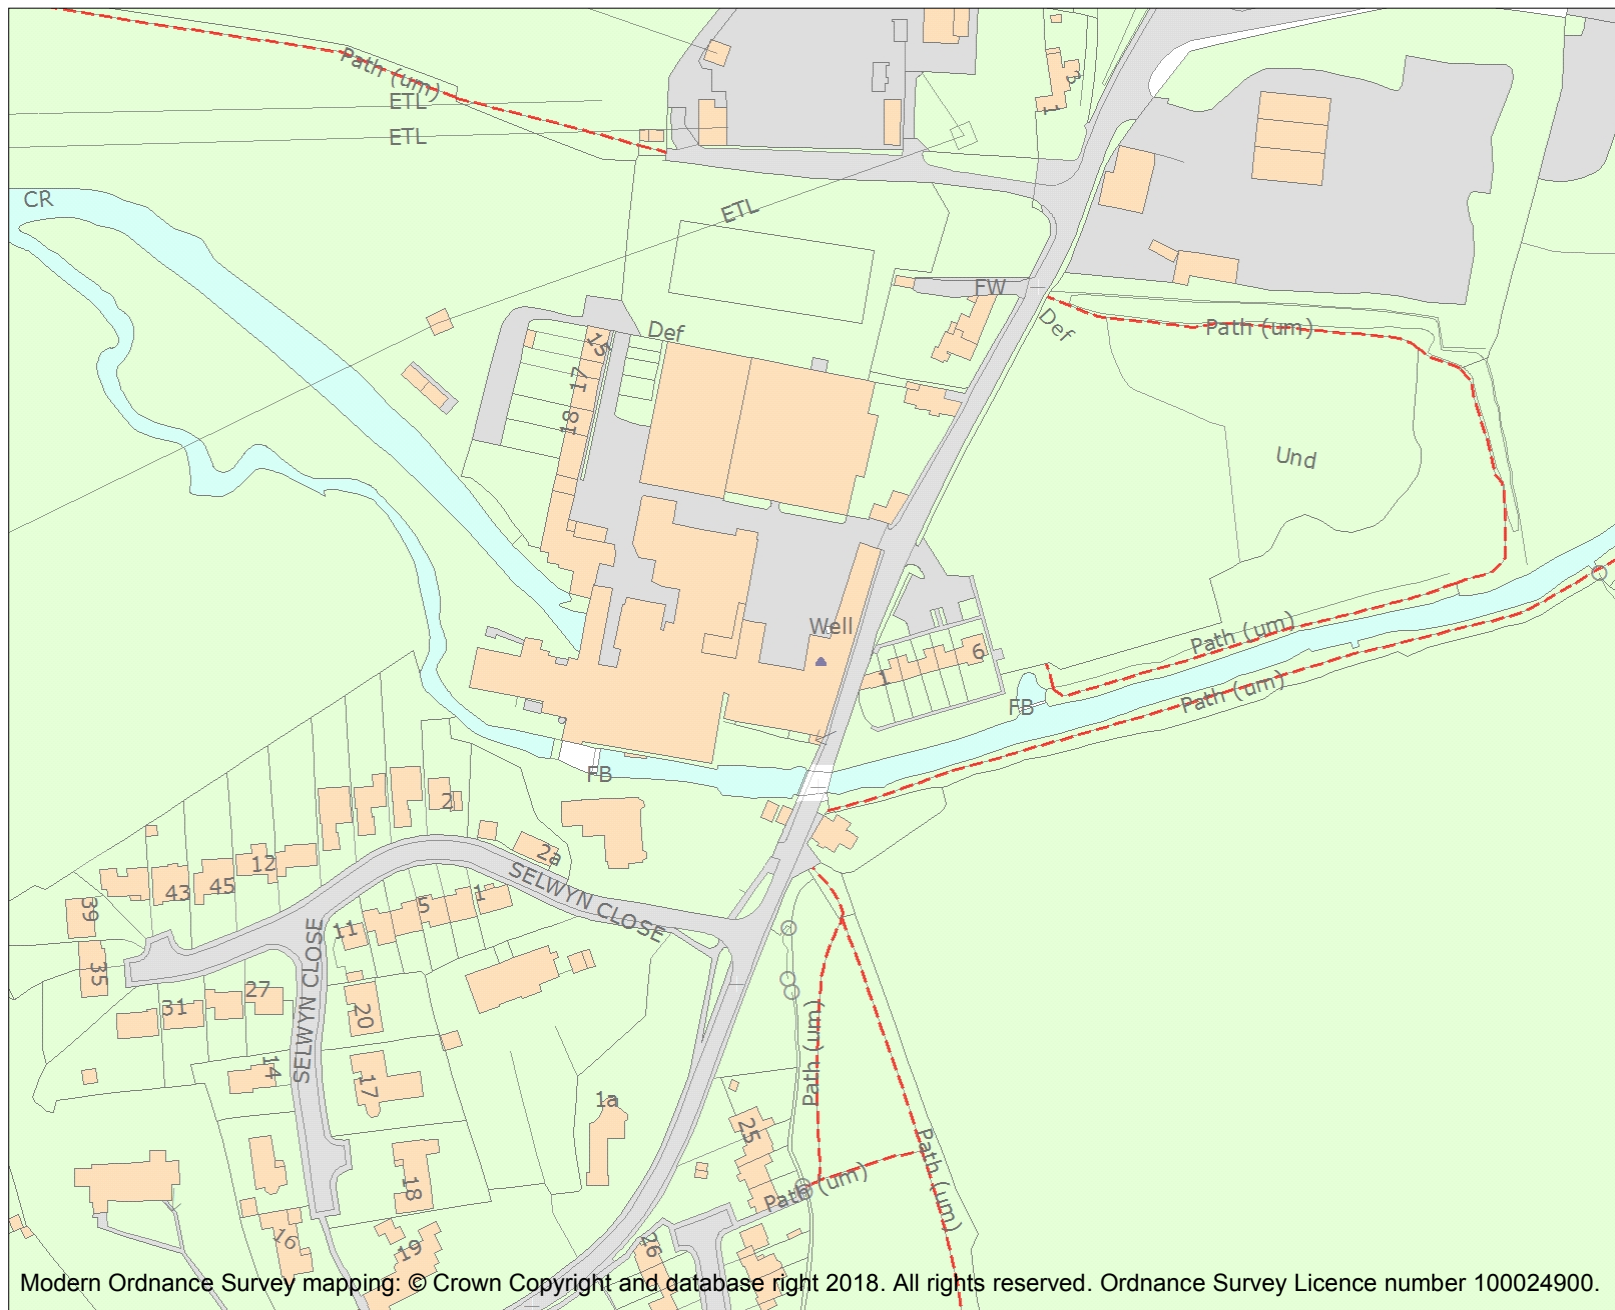 Path (um)
ETL
ETL
3
1
CR
ETL
FW
Def
Def
Path (um)
15
17
18
Und
Well
6
1
Path (um)
Path (um)
FB
FB
2
2a
12
43
45
SELWYN CLOSE
5
1
11
39
35
SELWYN CLOSE
31
27
20
14
17
Path (um)
1a
25
Path (um)
Path (um)
18
16
19
26
Modern Ordnance Survey mapping: © Crown Copyright and database right 2018. All rights reserved. Ordnance Survey Licence number 100024900.